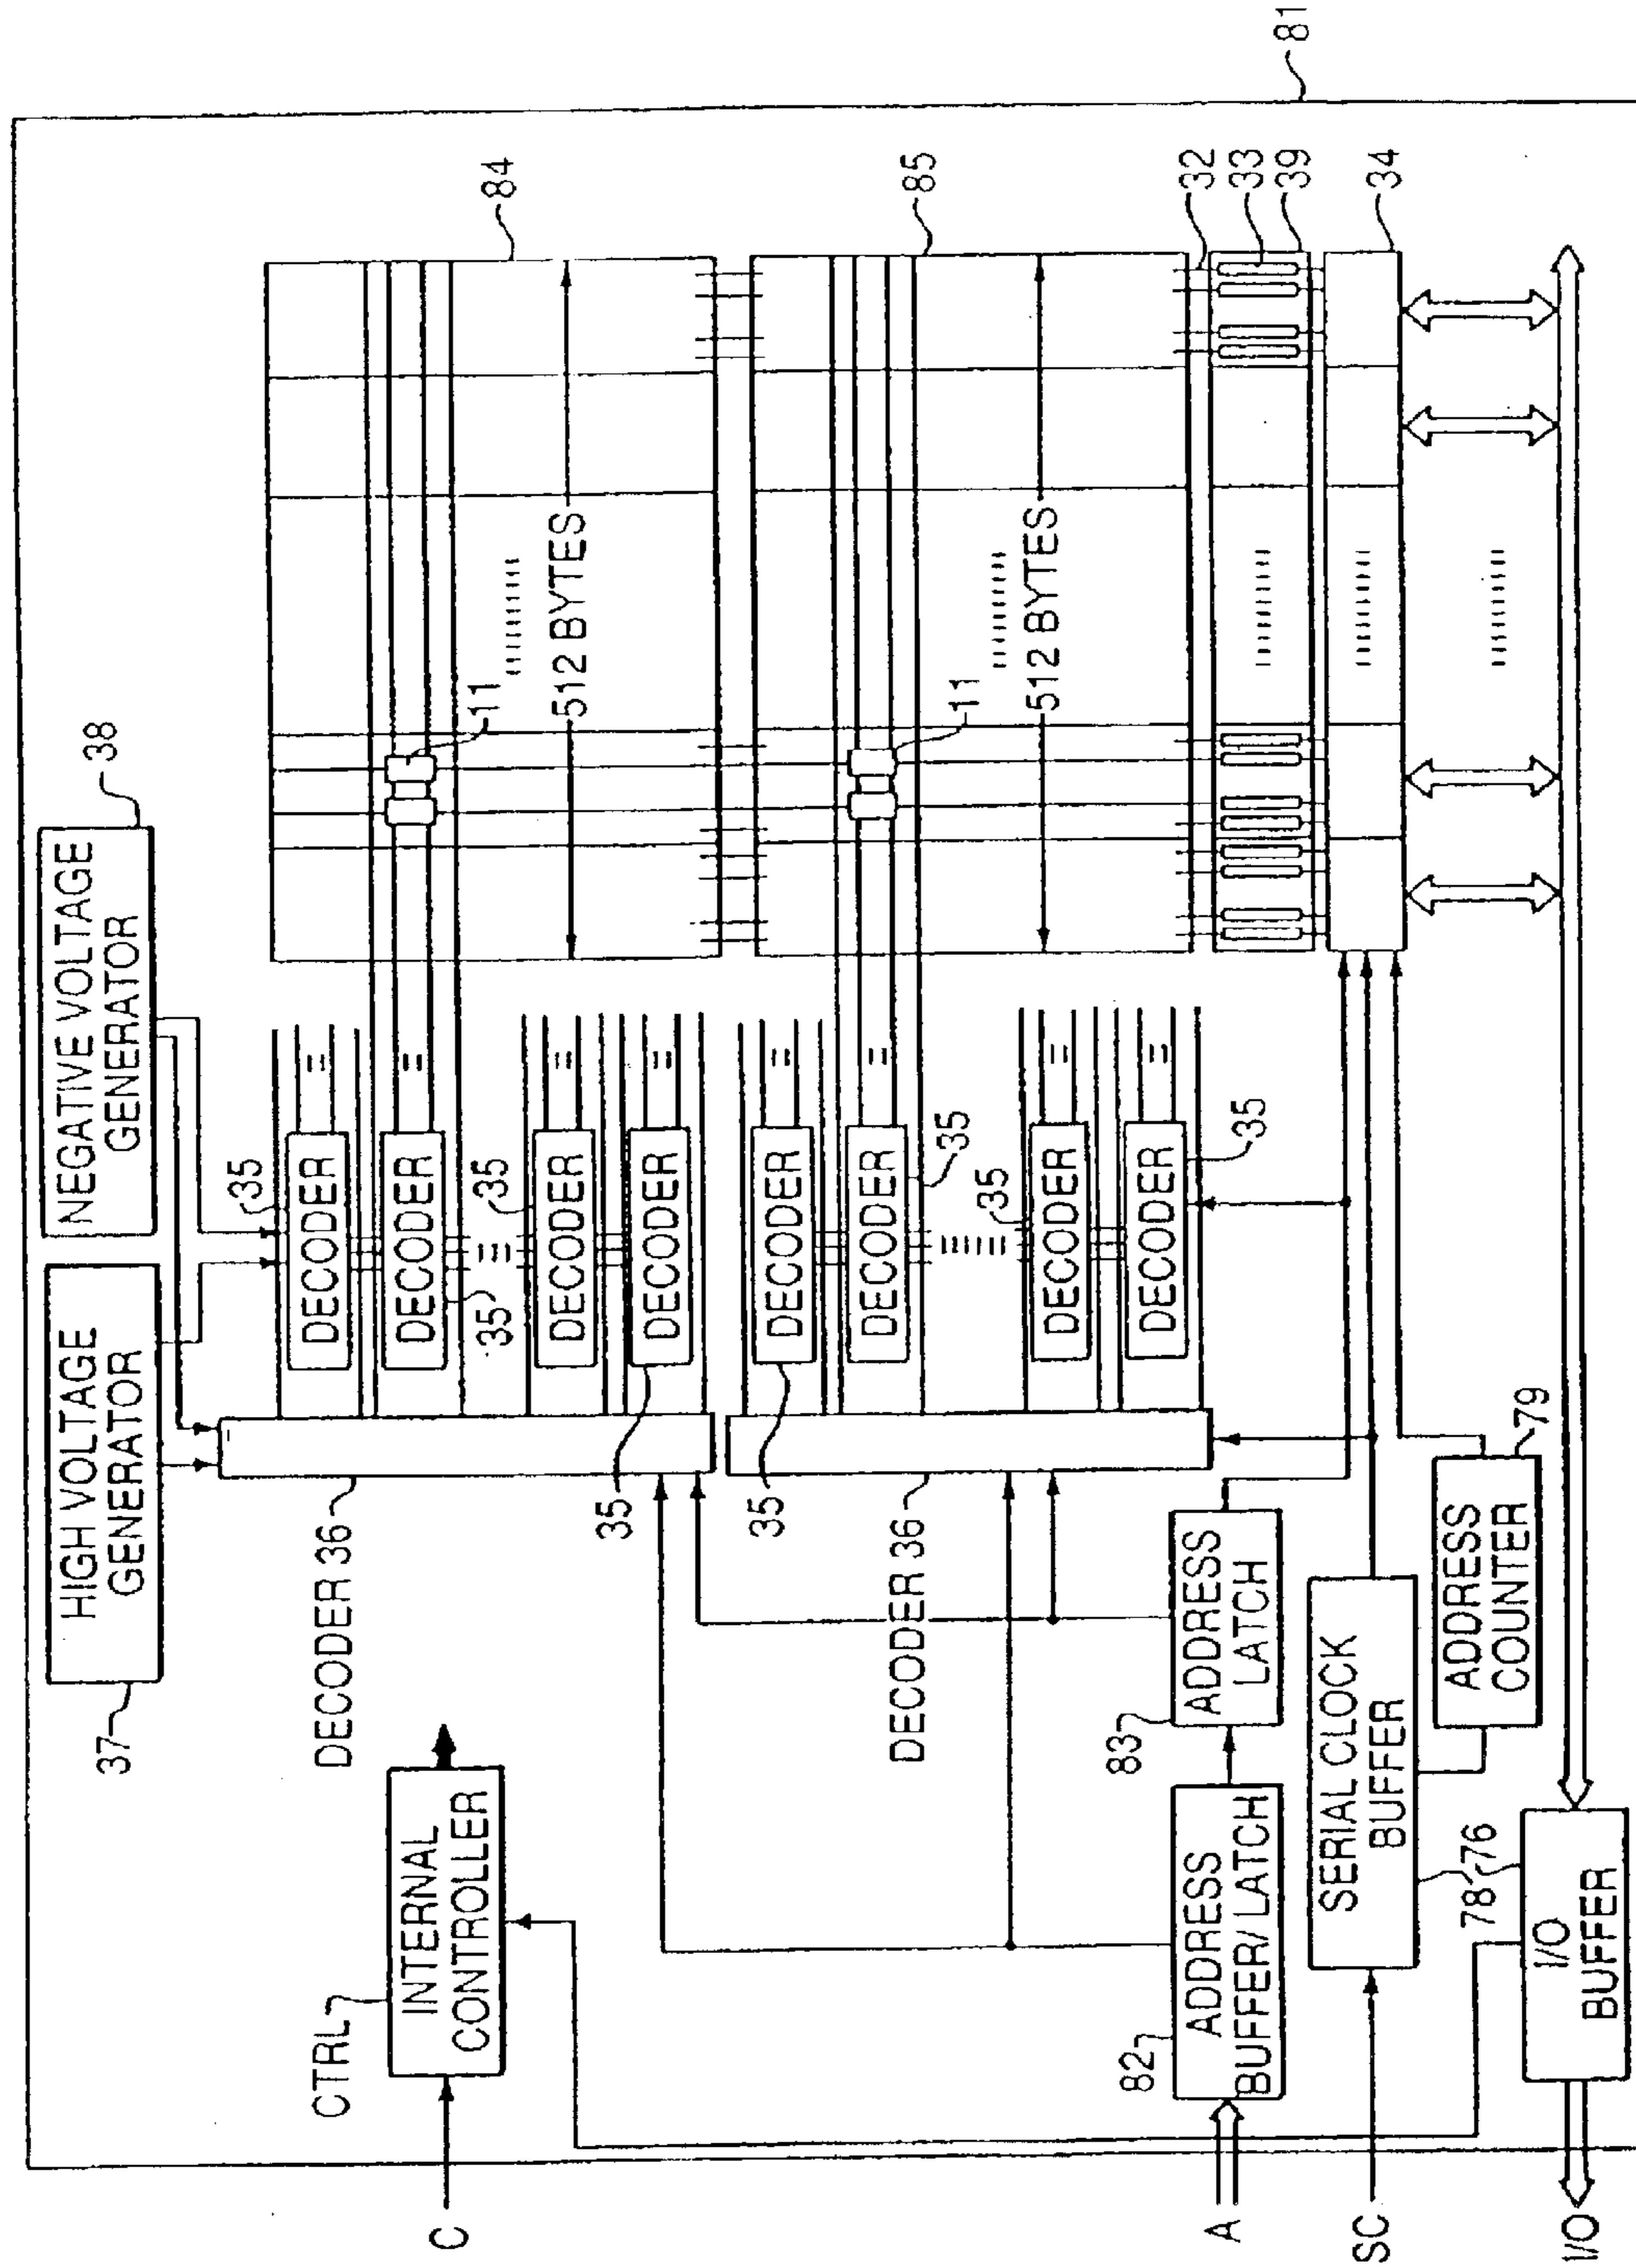 37
HIGH VOLTAGE
GENERATOR
NEGATIVE VOLTAGE
GENERATOR
38
CTRL
INTERNAL
CONTROLLER
C
DECODER 36
35
DECODER
DECODER
35
35
DECODER
DECODER
35
11
512 BYTES
84
DECODER 36
35
DECODER
DECODER
35
35
DECODER
DECODER
35
11
512 BYTES
85
32
33
39
34
A
82
ADDRESS
BUFFER/LATCH
83
ADDRESS
LATCH
SC
SERIAL CLOCK
BUFFER
78
76
ADDRESS
COUNTER
79
I/O
I/O
BUFFER
81